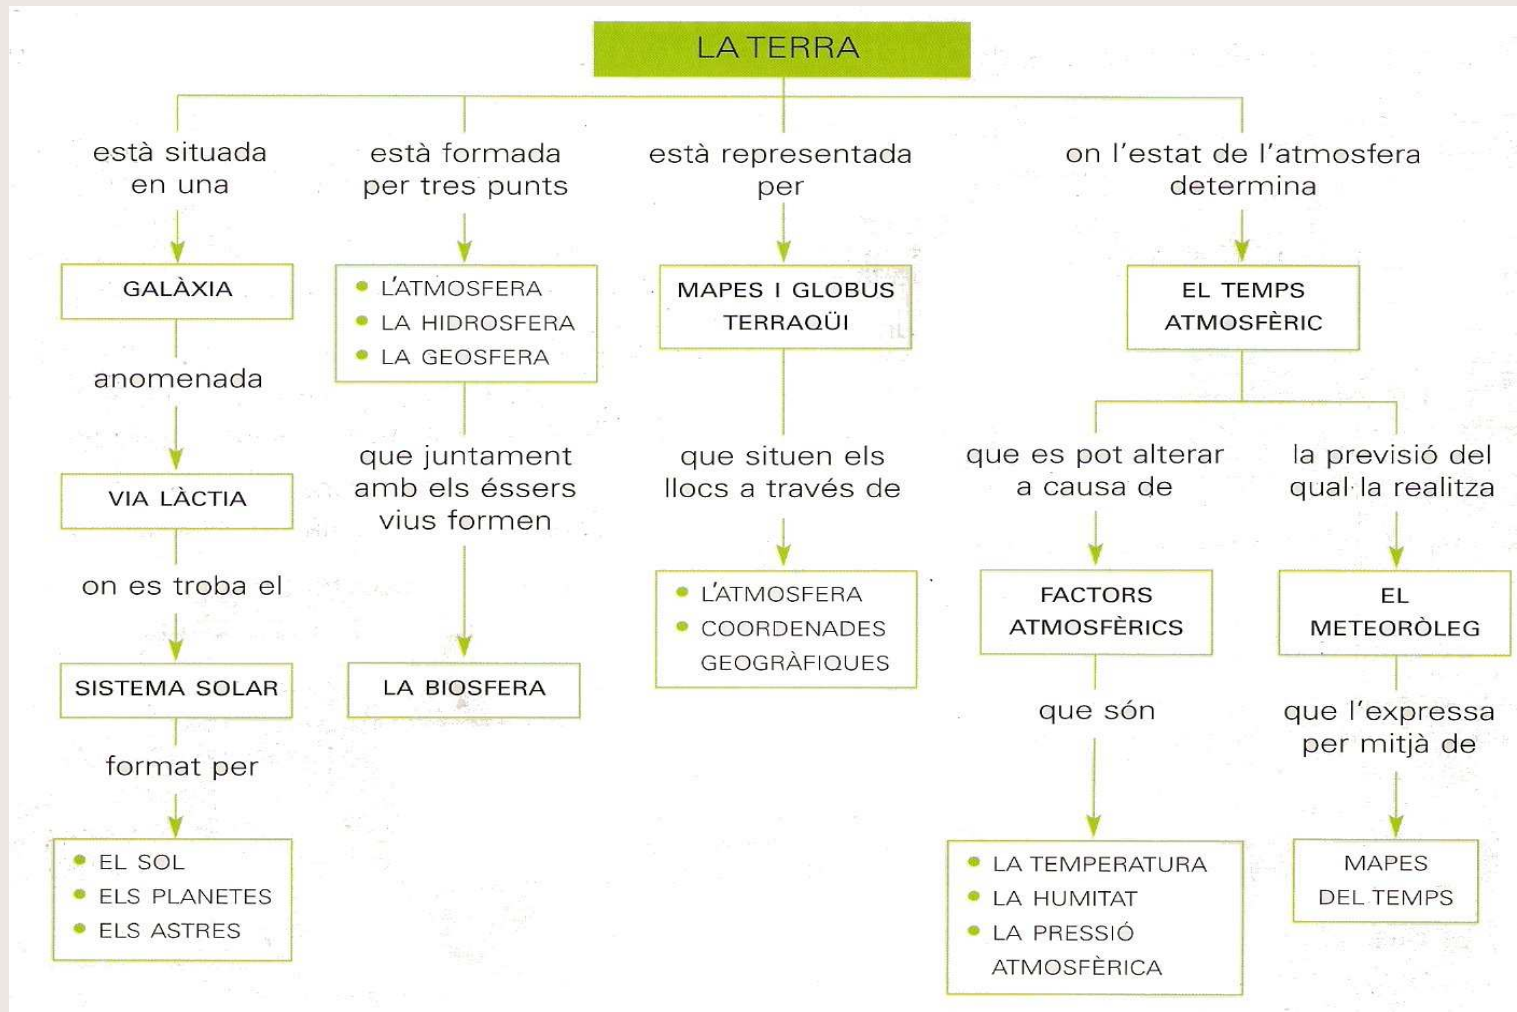 LA TERRA
està situada
en una
GALÀXIA
anomenada
VIA LÀCTIA
on es troba el
SISTEMA SOLAR
format per
• EL SOL
• ELS PLANETES
• ELS ASTRES
està formada
per tres punts
• L'ATMOSFERA
• LA HIDROSFERA
• LA GEOSFERA
que juntament
amb els éssers
vius formen
LA BIOSFERA
està representada
per
MAPES I GLOBUS
TERRAQÜI
que situen els
llocs a través de
• L'ATMOSFERA
• COORDENADES
GEOGRÀFIQUES
on l'estat de l'atmosfera
determina
EL TEMPS
ATMOSFÈRIC
que es pot alterar
a causa de
FACTORS
ATMOSFÈRICS
que són
• LA TEMPERATURA
• LA HUMITAT
• LA PRESSIÓ
ATMOSFÈRICA
la previsió del
qual la realitza
EL
METEORÒLEG
que l'expressa
per mitjà de
MAPES
DEL TEMPS